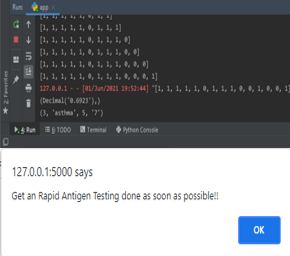 Run: app
[1, 1, 1, 1, 1, 0, 1, 1]
[1, 1, 1, 1, 1, 0, 1, 1, 1]
[1, 1, 1, 1, 1, 0, 1, 1, 1, 0]
[1, 1, 1, 1, 1, 0, 1, 1, 1, 0, 0]
[1, 1, 1, 1, 1, 0, 1, 1, 1, 0, 0, 0]
[1, 1, 1, 1, 1, 0, 1, 1, 1, 0, 0, 0, 1]
127.0.0.1 - - [01/Jun/2021 19:52:44] "[1, 1, 1, 1, 1, 0, 1, 1, 1, 0, 0, 1, 0, 0, 1]
(Decimal('0.6923'),)
(3, 'asthma', 5, '7')
2: Favorites
4: Run 6: TODO Terminal Python Console
127.0.0.1:5000 says
Get an Rapid Antigen Testing done as soon as possible!!
OK